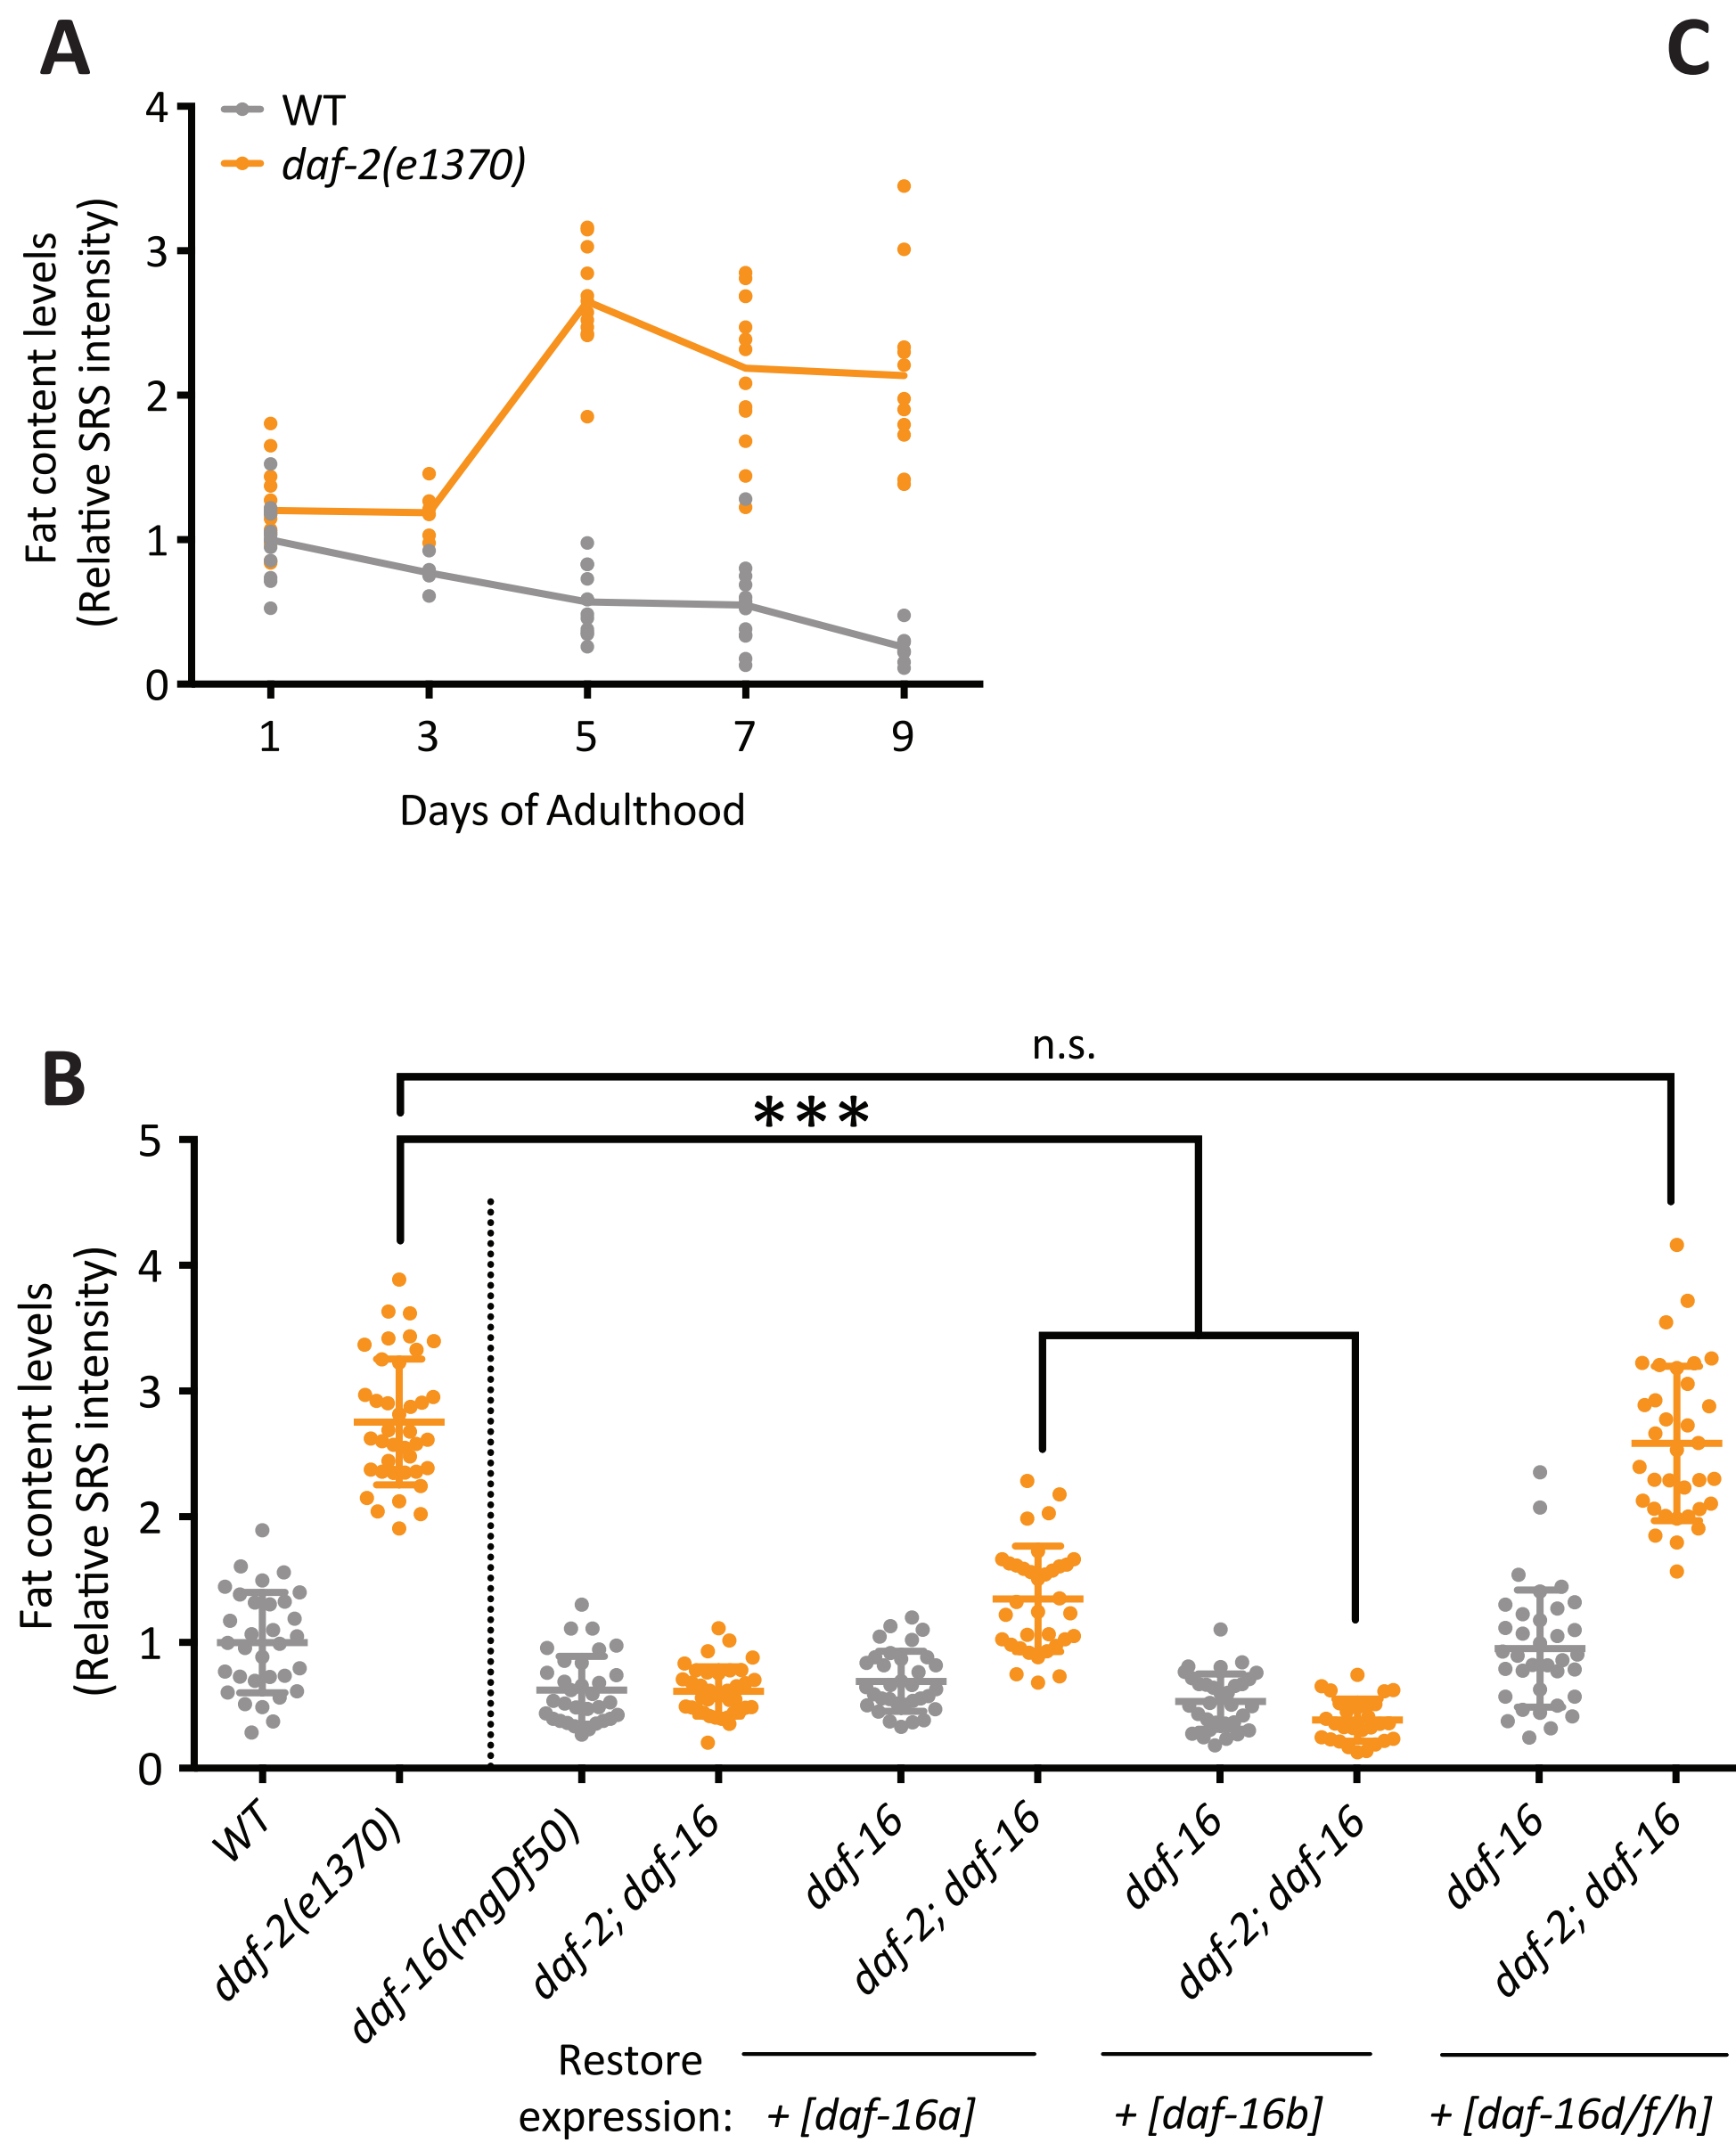 A
C
WT
daf-2(e1370)
Fat content levels
(Relative SRS intensity)
4
3
2
1
0
1 3 5 7 9
Days of Adulthood
B
n.s.
***
Fat content levels
(Relative SRS intensity)
5
4
3
2
1
0
WT
daf-2(e1370)
daf-16(mgDf50)
daf-2; daf-16
daf-16
daf-2; daf-16
daf-16
daf-2; daf-16
daf-16
daf-2; daf-16
Restore
expression: + [daf-16a] + [daf-16b] + [daf-16d/f/h]